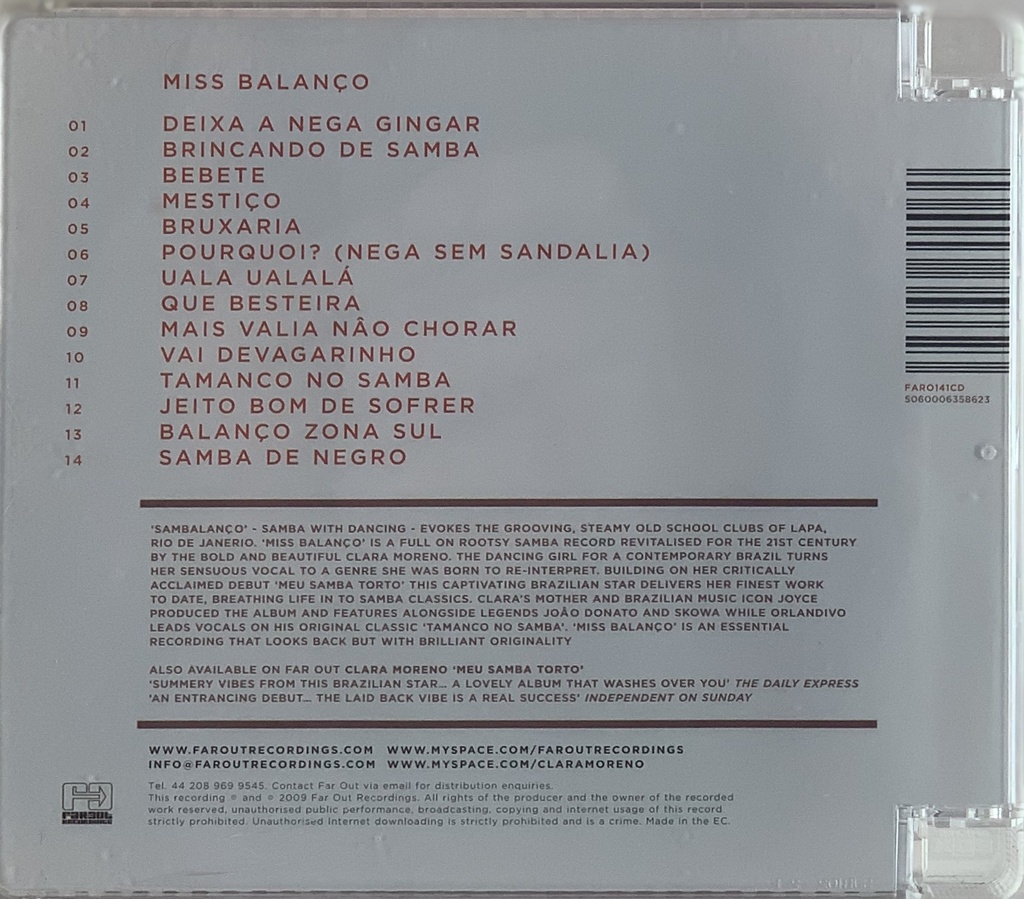 MISS BALANÇO
01 DEIXA A NEGA GINGAR
02 BRINCANDO DE SAMBA
03 BEBETE
04 MESTIÇO
05 BRUXARIA
06 POURQUOI? (NEGA SEM SANDALIA)
07 UALA UALALÁ
08 QUE BESTEIRA
09 MAIS VALIA NÂO CHORAR
10 VAI DEVAGARINHO
11 TAMANCO NO SAMBA
12 JEITO BOM DE SOFRER
13 BALANÇO ZONA SUL
14 SAMBA DE NEGRO
FARO141CD
5060006358623
'SAMBALANÇO' - SAMBA WITH DANCING - EVOKES THE GROOVING, STEAMY OLD SCHOOL CLUBS OF LAPA,
RIO DE JANERIO. 'MISS BALANÇO' IS A FULL ON ROOTSY SAMBA RECORD REVITALISED FOR THE 21ST CENTURY
BY THE BOLD AND BEAUTIFUL CLARA MORENO. THE DANCING GIRL FOR A CONTEMPORARY BRAZIL TURNS
HER SENSUOUS VOCAL TO A GENRE SHE WAS BORN TO RE-INTERPRET. BUILDING ON HER CRITICALLY
ACCLAIMED DEBUT 'MEU SAMBA TORTO' THIS CAPTIVATING BRAZILIAN STAR DELIVERS HER FINEST WORK
TO DATE, BREATHING LIFE IN TO SAMBA CLASSICS. CLARA'S MOTHER AND BRAZILIAN MUSIC ICON JOYCE
PRODUCED THE ALBUM AND FEATURES ALONGSIDE LEGENDS JOÂO DONATO AND SKOWA WHILE ORLANDIVO
LEADS VOCALS ON HIS ORIGINAL CLASSIC 'TAMANCO NO SAMBA'. 'MISS BALANÇO' IS AN ESSENTIAL
RECORDING THAT LOOKS BACK BUT WITH BRILLIANT ORIGINALITY
ALSO AVAILABLE ON FAR OUT CLARA MORENO 'MEU SAMBA TORTO'
'SUMMERY VIBES FROM THIS BRAZILIAN STAR... A LOVELY ALBUM THAT WASHES OVER YOU' THE DAILY EXPRESS
'AN ENTRANCING DEBUT... THE LAID BACK VIBE IS A REAL SUCCESS' INDEPENDENT ON SUNDAY
WWW.FAROUTRECORDINGS.COM WWW.MYSPACE.COM/FAROUTRECORDINGS
INFO@FAROUTRECORDINGS.COM WWW.MYSPACE.COM/CLARAMORENO
Tel. 44 208 969 9545. Contact Far Out via email for distribution enquiries.
This recording ℗ and © 2009 Far Out Recordings. All rights of the producer and the owner of the recorded
work reserved, unauthorised public performance, broadcasting, copying and internet usage of this record
strictly prohibited. Unauthorised Internet downloading is strictly prohibited and is a crime. Made in the EC.
FAROUT
RECORDINGS